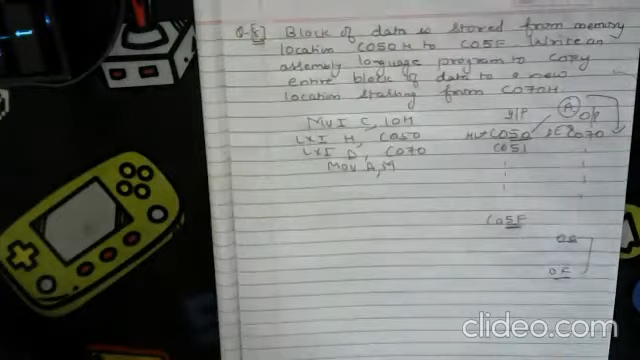 Q-[8] Block of data is stored from memory
location C050H to C05F. Write an
assembly language program to copy
entire block of data to a new
location starting from C070H.
MVI C, 10H
LXI H, C050
LXI D, C070
MOV A, M
I/P
A
O/P
HL→C050
DE C070
C051
C05F
0F
clideo.com